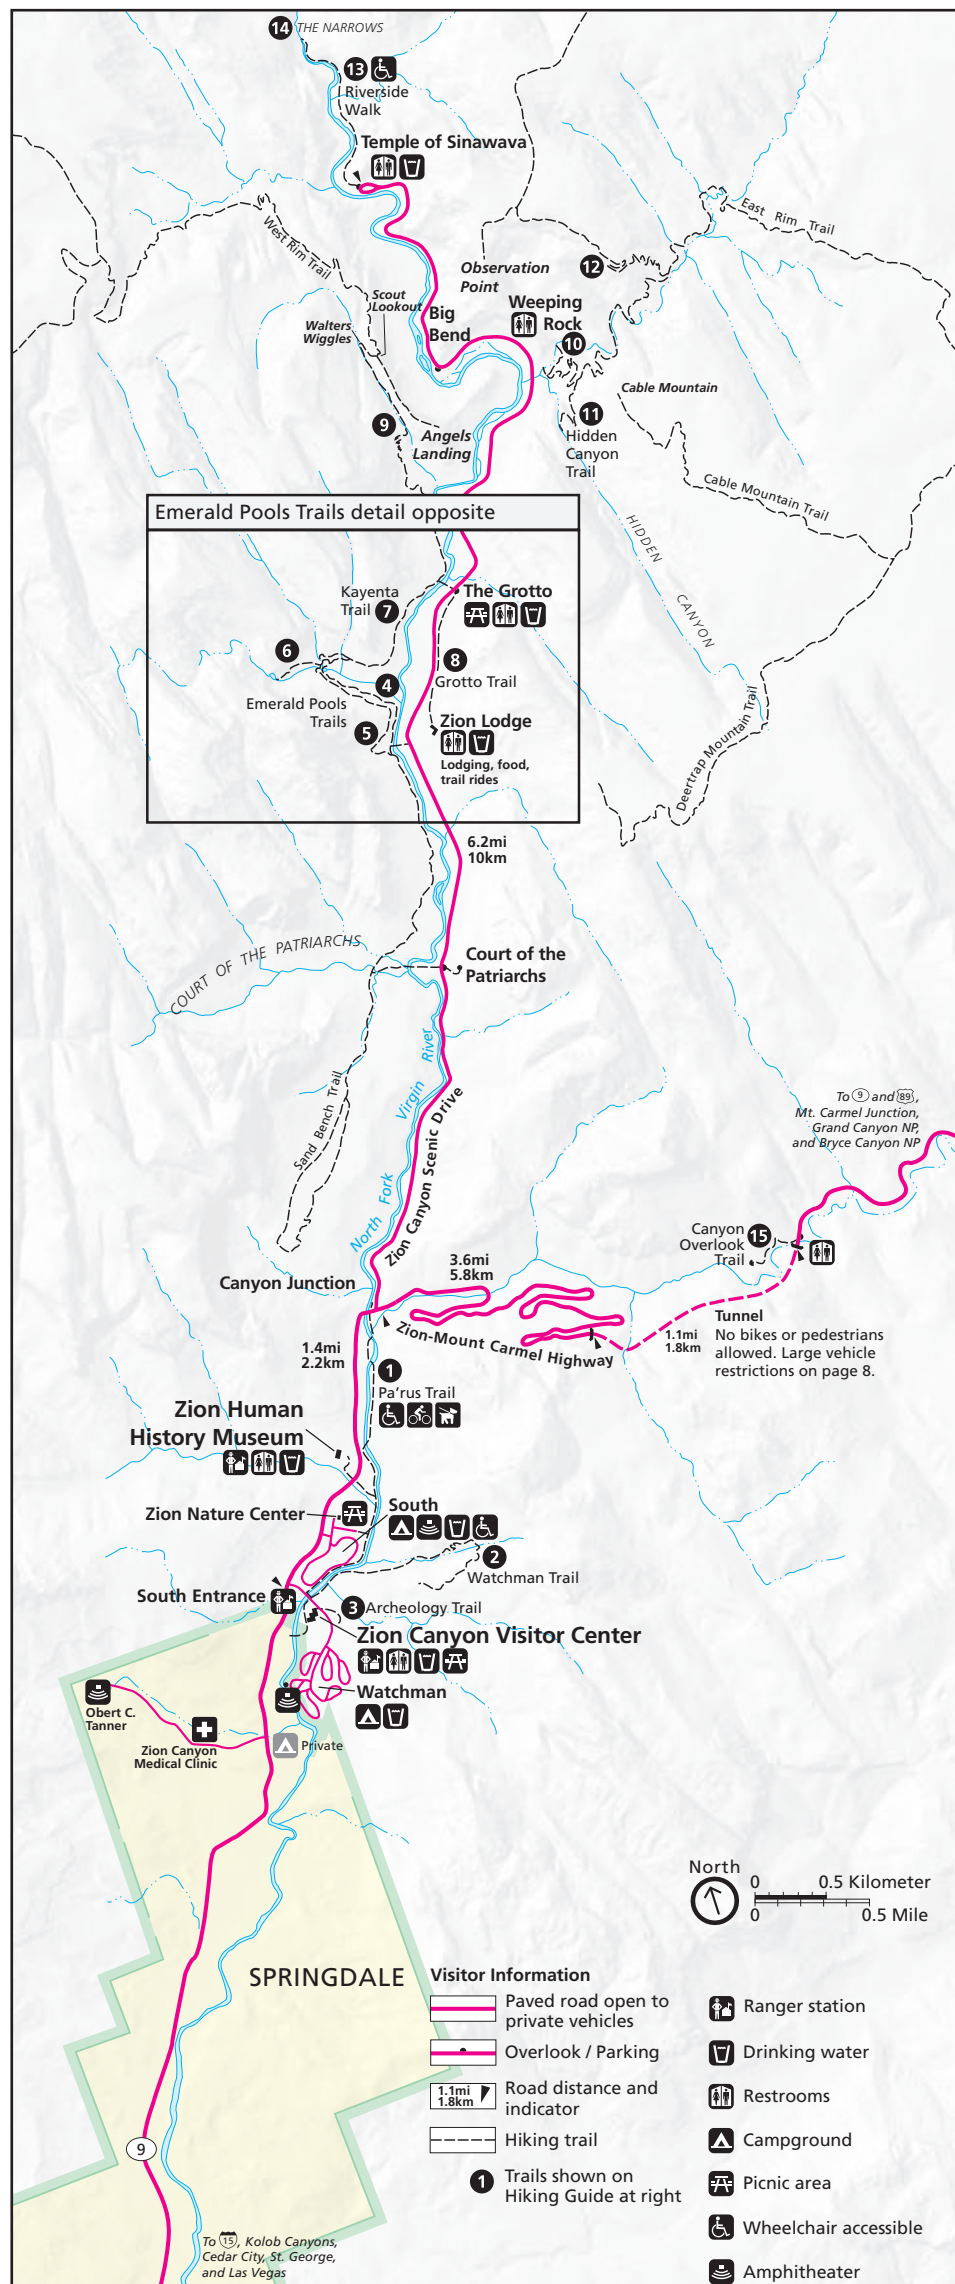 14 THE NARROWS
13
Riverside
Walk
Temple of Sinawava
East Rim Trail
West Rim Trail
12
Observation
Point
Scout
Lookout
Big
Bend
Weeping
Rock
10
Walters
Wiggles
Cable Mountain
9
Angels
Landing
11
Hidden
Canyon
Trail
Cable Mountain Trail
Emerald Pools Trails detail opposite
HIDDEN CANYON
Kayenta
Trail 7
The Grotto
6
8
Grotto Trail
4
Emerald Pools
Trails
5
Zion Lodge
Lodging, food,
trail rides
Deertrap Mountain Trail
6.2mi
10km
COURT OF THE PATRIARCHS
Court of the
Patriarchs
North Fork Virgin River
Sand Bench Trail
Zion Canyon Scenic Drive
To 9 and 89,
Mt. Carmel Junction,
Grand Canyon NP,
and Bryce Canyon NP
Canyon
Overlook
Trail
15
Canyon Junction
3.6mi
5.8km
Zion-Mount Carmel Highway
1.1mi
1.8km
Tunnel
No bikes or pedestrians
allowed. Large vehicle
restrictions on page 8.
1.4mi
2.2km
1
Pa'rus Trail
Zion Human
History Museum
Zion Nature Center
South
2
Watchman Trail
South Entrance
3 Archeology Trail
Zion Canyon Visitor Center
Watchman
Obert C.
Tanner
Zion Canyon
Medical Clinic
Private
North
0 0.5 Kilometer
0 0.5 Mile
SPRINGDALE
9
To 15, Kolob Canyons,
Cedar City, St. George,
and Las Vegas
Visitor Information
Paved road open to
private vehicles
Overlook / Parking
1.1mi
1.8km
Road distance and
indicator
Hiking trail
1
Trails shown on
Hiking Guide at right
Ranger station
Drinking water
Restrooms
Campground
Picnic area
Wheelchair accessible
Amphitheater